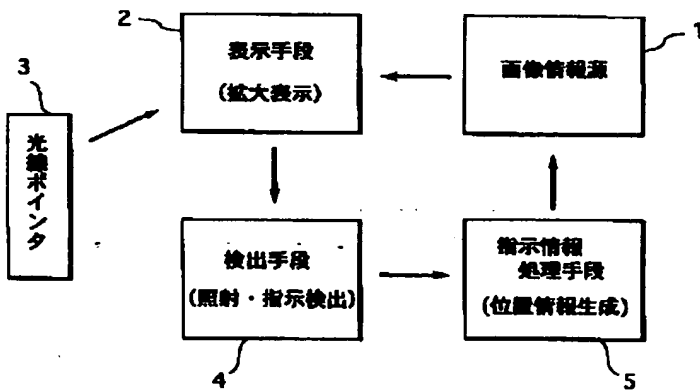 2
表示手段
(拡大表示)
1
画像情報源
3
光線ポインタ
検出手段
(照射・指示検出)
4
指示情報
処理手段
(位置情報生成)
5